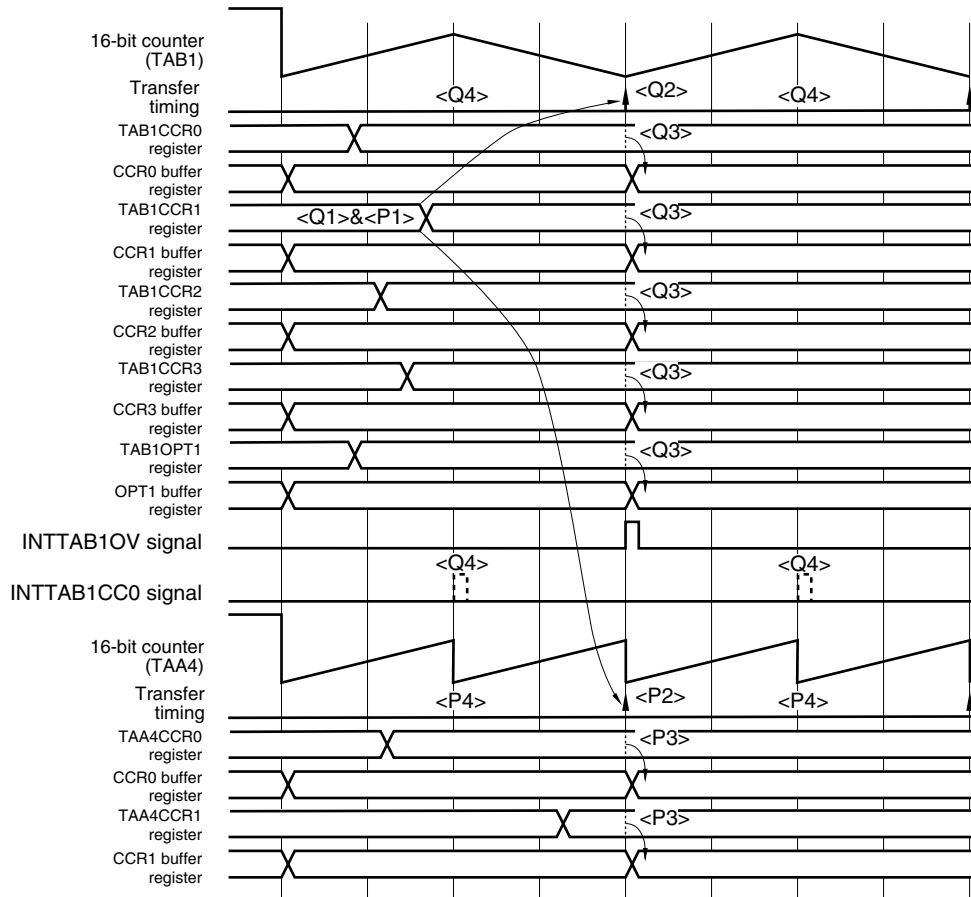 16-bit counter
(TAB1)
Transfer
timing
<Q4>
<Q2>
<Q4>
TAB1CCR0
register
<Q3>
CCR0 buffer
register
TAB1CCR1
register
<Q1>&<P1>
<Q3>
CCR1 buffer
register
TAB1CCR2
register
<Q3>
CCR2 buffer
register
TAB1CCR3
register
<Q3>
CCR3 buffer
register
TAB1OPT1
register
<Q3>
OPT1 buffer
register
INTTAB1OV signal
<Q4>
<Q4>
INTTAB1CC0 signal
16-bit counter
(TAA4)
Transfer
timing
<P4>
<P2>
<P4>
TAA4CCR0
register
<P3>
CCR0 buffer
register
TAA4CCR1
register
<P3>
CCR1 buffer
register